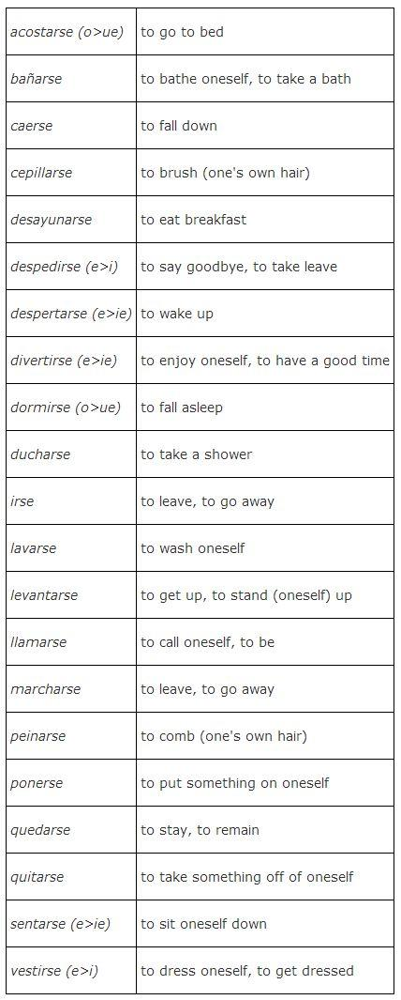 acostarse (o>ue) to go to bed
bañarse to bathe oneself, to take a bath
caerse to fall down
cepillarse to brush (one's own hair)
desayunarse to eat breakfast
despedirse (e>i) to say goodbye, to take leave
despertarse (e>ie) to wake up
divertirse (e>ie) to enjoy oneself, to have a good time
dormirse (o>ue) to fall asleep
ducharse to take a shower
irse to leave, to go away
lavarse to wash oneself
levantarse to get up, to stand (oneself) up
llamarse to call oneself, to be
marcharse to leave, to go away
peinarse to comb (one's own hair)
ponerse to put something on oneself
quedarse to stay, to remain
quitarse to take something off of oneself
sentarse (e>ie) to sit oneself down
vestirse (e>i) to dress oneself, to get dressed